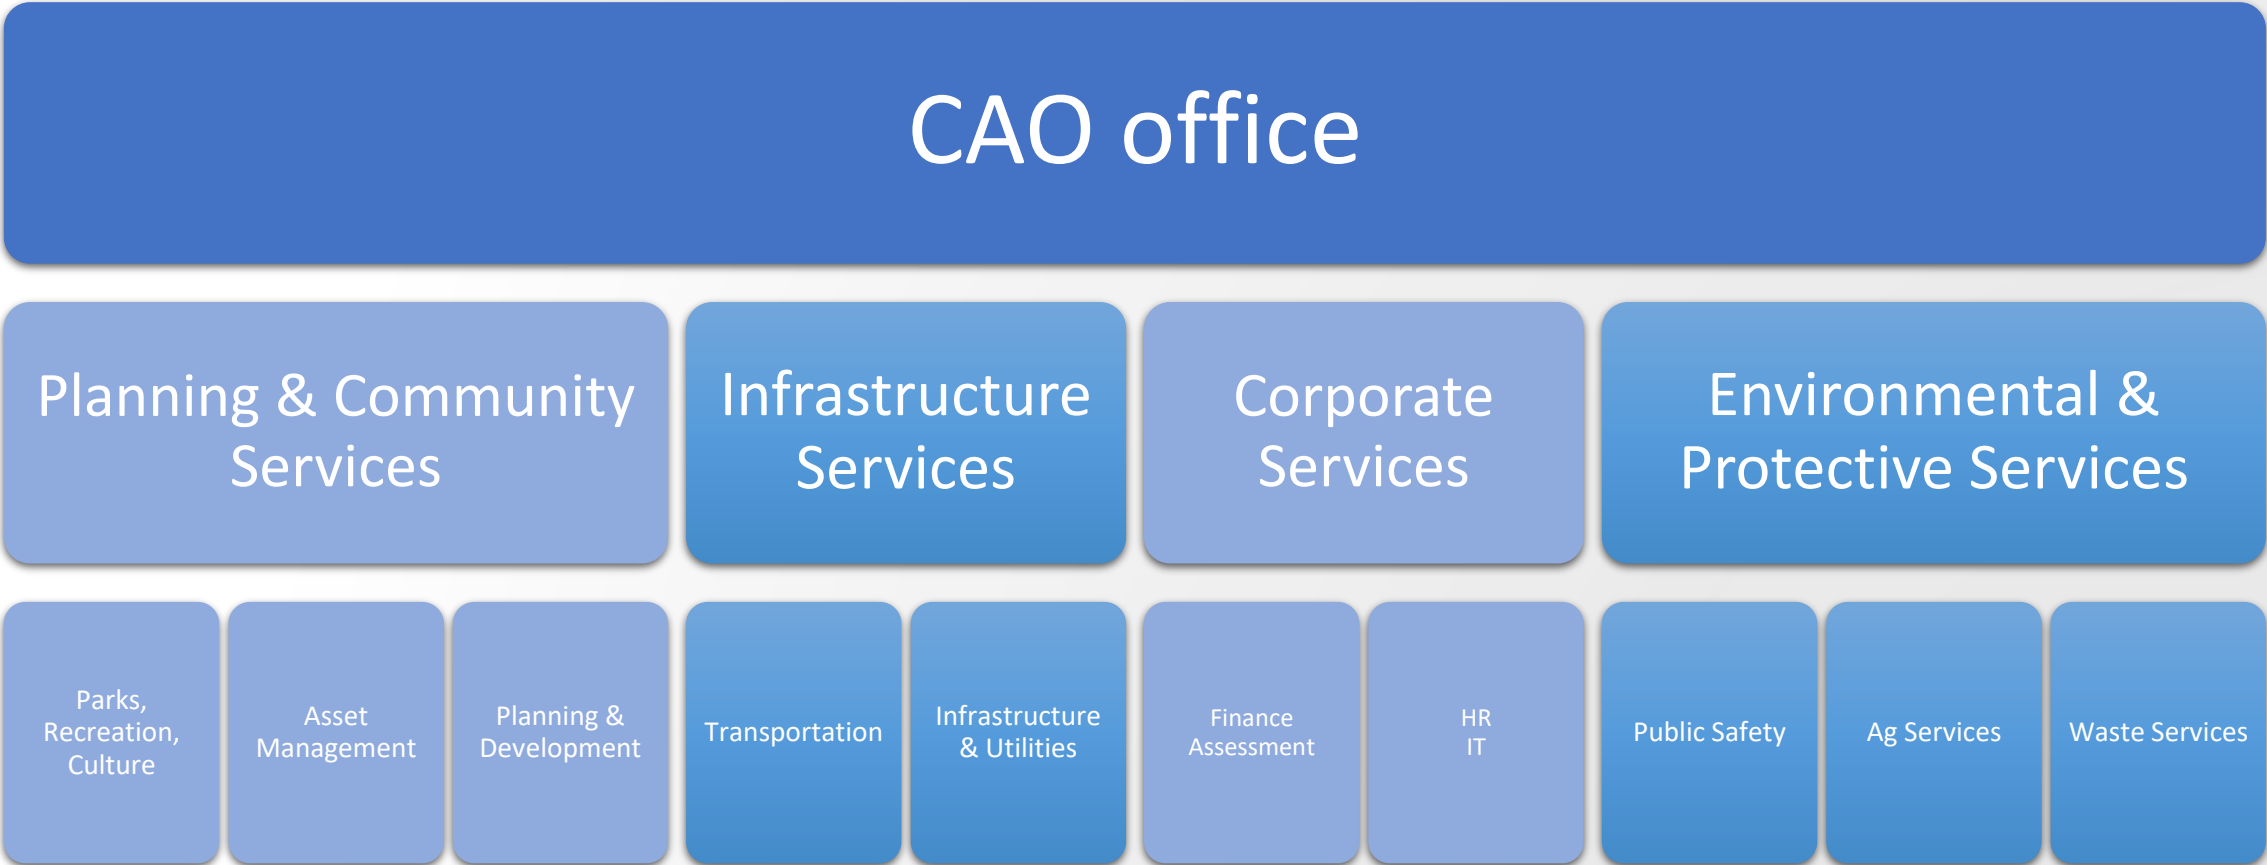 CAO office
Planning & Community
Services
Infrastructure
Services
Corporate
Services
Environmental &
Protective Services
Parks,
Recreation,
Culture
Asset
Management
Planning &
Development
Transportation
Infrastructure
& Utilities
Finance
Assessment
HR
IT
Public Safety
Ag Services
Waste Services